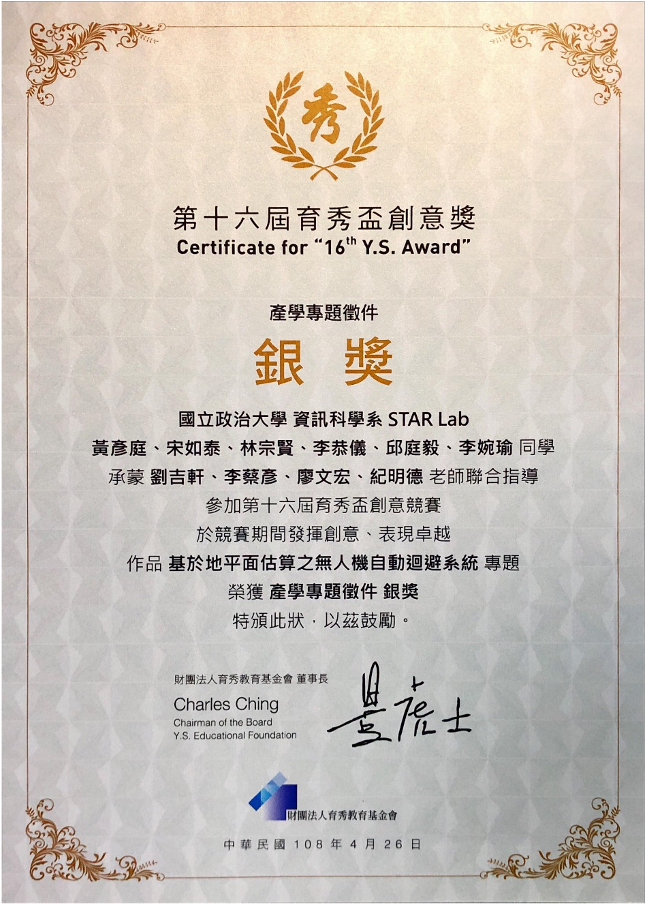 秀
第十六屆育秀盃創意獎
Certificate for “16th Y.S. Award”
產學專題徵件
銀 獎
國立政治大學 資訊科學系 STAR Lab
黃彥庭、宋如泰、林宗賢、李恭儀、邱庭毅、李婉瑜 同學
承蒙 劉吉軒、李蔡彥、廖文宏、紀明德 老師聯合指導
參加第十六屆育秀盃創意競賽
於競賽期間發揮創意、表現卓越
作品 基於地平面估算之無人機自動迴避系統 專題
榮獲 產學專題徵件 銀獎
特頒此狀，以茲鼓勵。
財團法人育秀教育基金會 董事長
Charles Ching
Chairman of the Board
Y.S. Educational Foundation
財團法人育秀教育基金會
中華民國 108 年 4 月 26 日